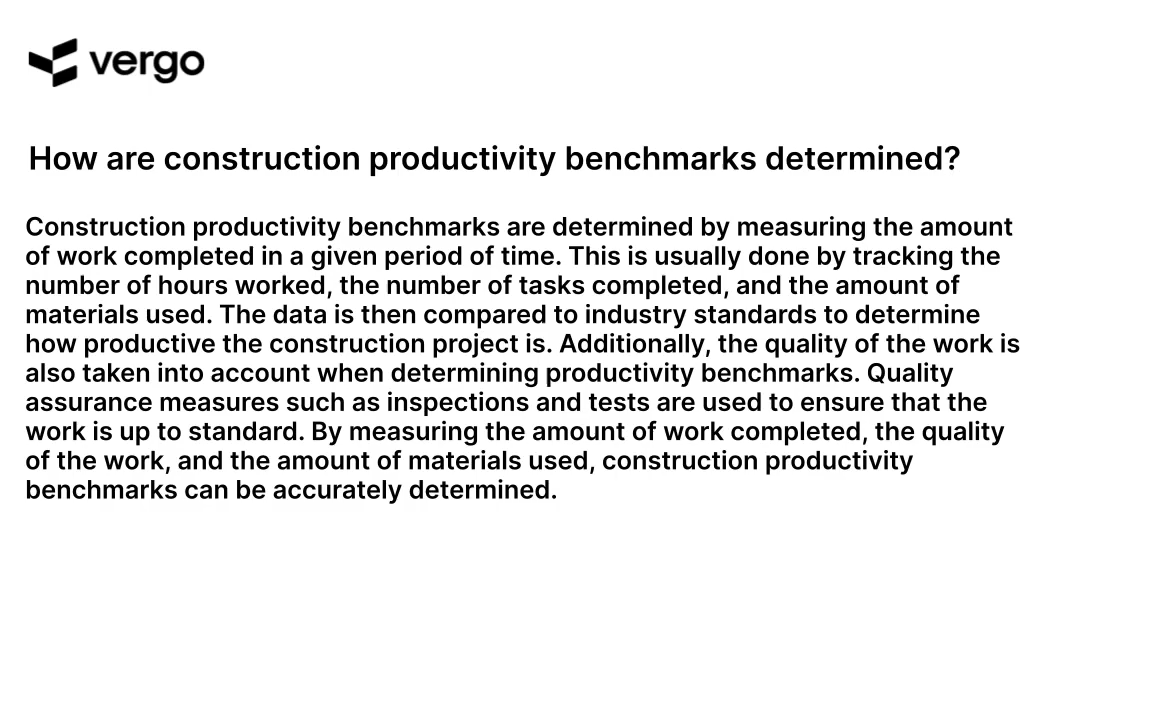 vergo
How are construction productivity benchmarks determined?
Construction productivity benchmarks are determined by measuring the amount
of work completed in a given period of time. This is usually done by tracking the
number of hours worked, the number of tasks completed, and the amount of
materials used. The data is then compared to industry standards to determine
how productive the construction project is. Additionally, the quality of the work is
also taken into account when determining productivity benchmarks. Quality
assurance measures such as inspections and tests are used to ensure that the
work is up to standard. By measuring the amount of work completed, the quality
of the work, and the amount of materials used, construction productivity
benchmarks can be accurately determined.